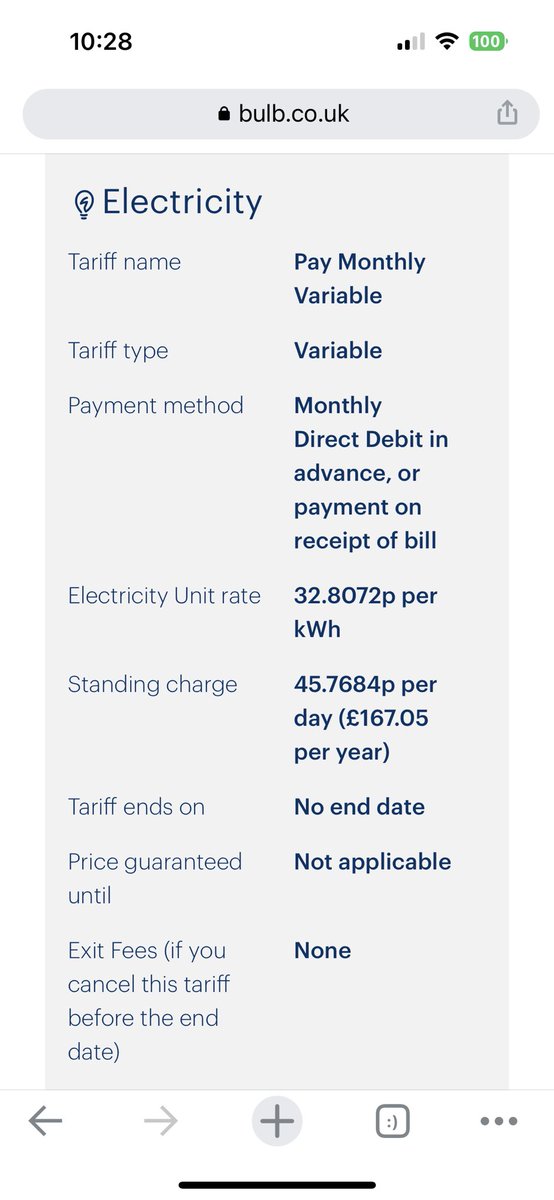 10:28
100
bulb.co.uk
Electricity
Tariff name
Pay Monthly
Variable
Tariff type
Variable
Payment method
Monthly
Direct Debit in
advance, or
payment on
receipt of bill
Electricity Unit rate
32.8072p per
kWh
Standing charge
45.7684p per
day (£167.05
per year)
Tariff ends on
No end date
Price guaranteed
until
Not applicable
Exit Fees (if you
cancel this tariff
before the end
date)
None
:)